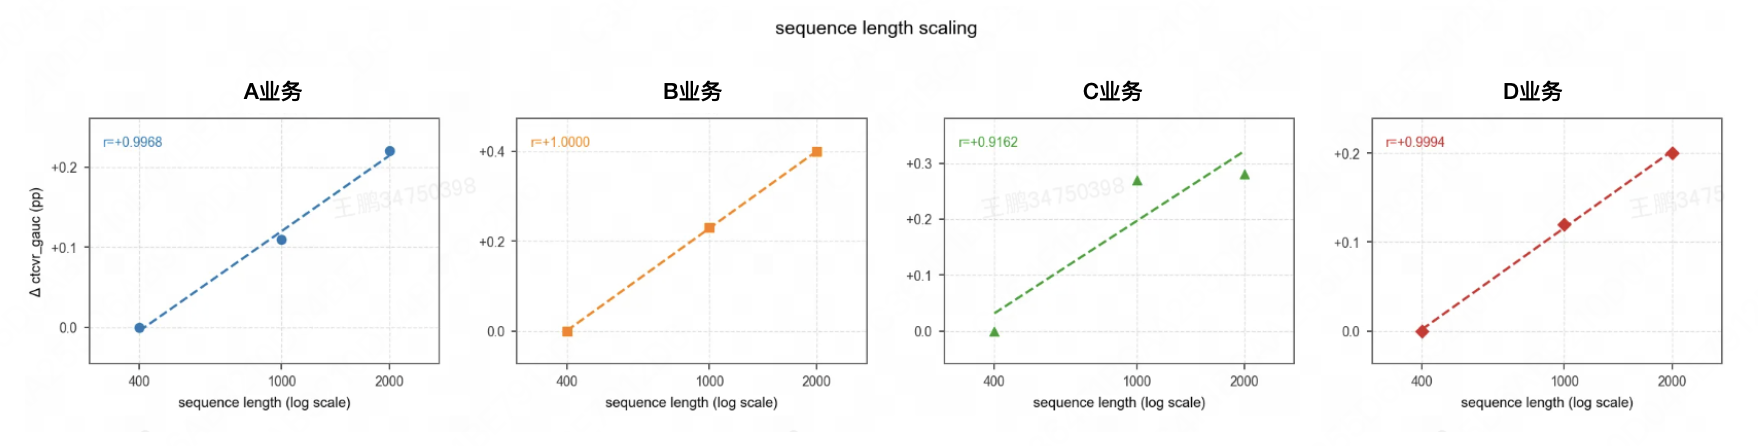 sequence length scaling
A业务
r=+0.9968
Δ ctcvr_gauc (pp)
+0.2
+0.1
0.0
400 1000 2000
sequence length (log scale)
王鹏34750398
B业务
r=+1.0000
+0.4
+0.2
0.0
400 1000 2000
sequence length (log scale)
C业务
r=+0.9162
+0.3
+0.2
+0.1
0.0
400 1000 2000
sequence length (log scale)
王鹏34750398
D业务
r=+0.9994
+0.2
+0.1
0.0
400 1000 2000
sequence length (log scale)
王鹏3475